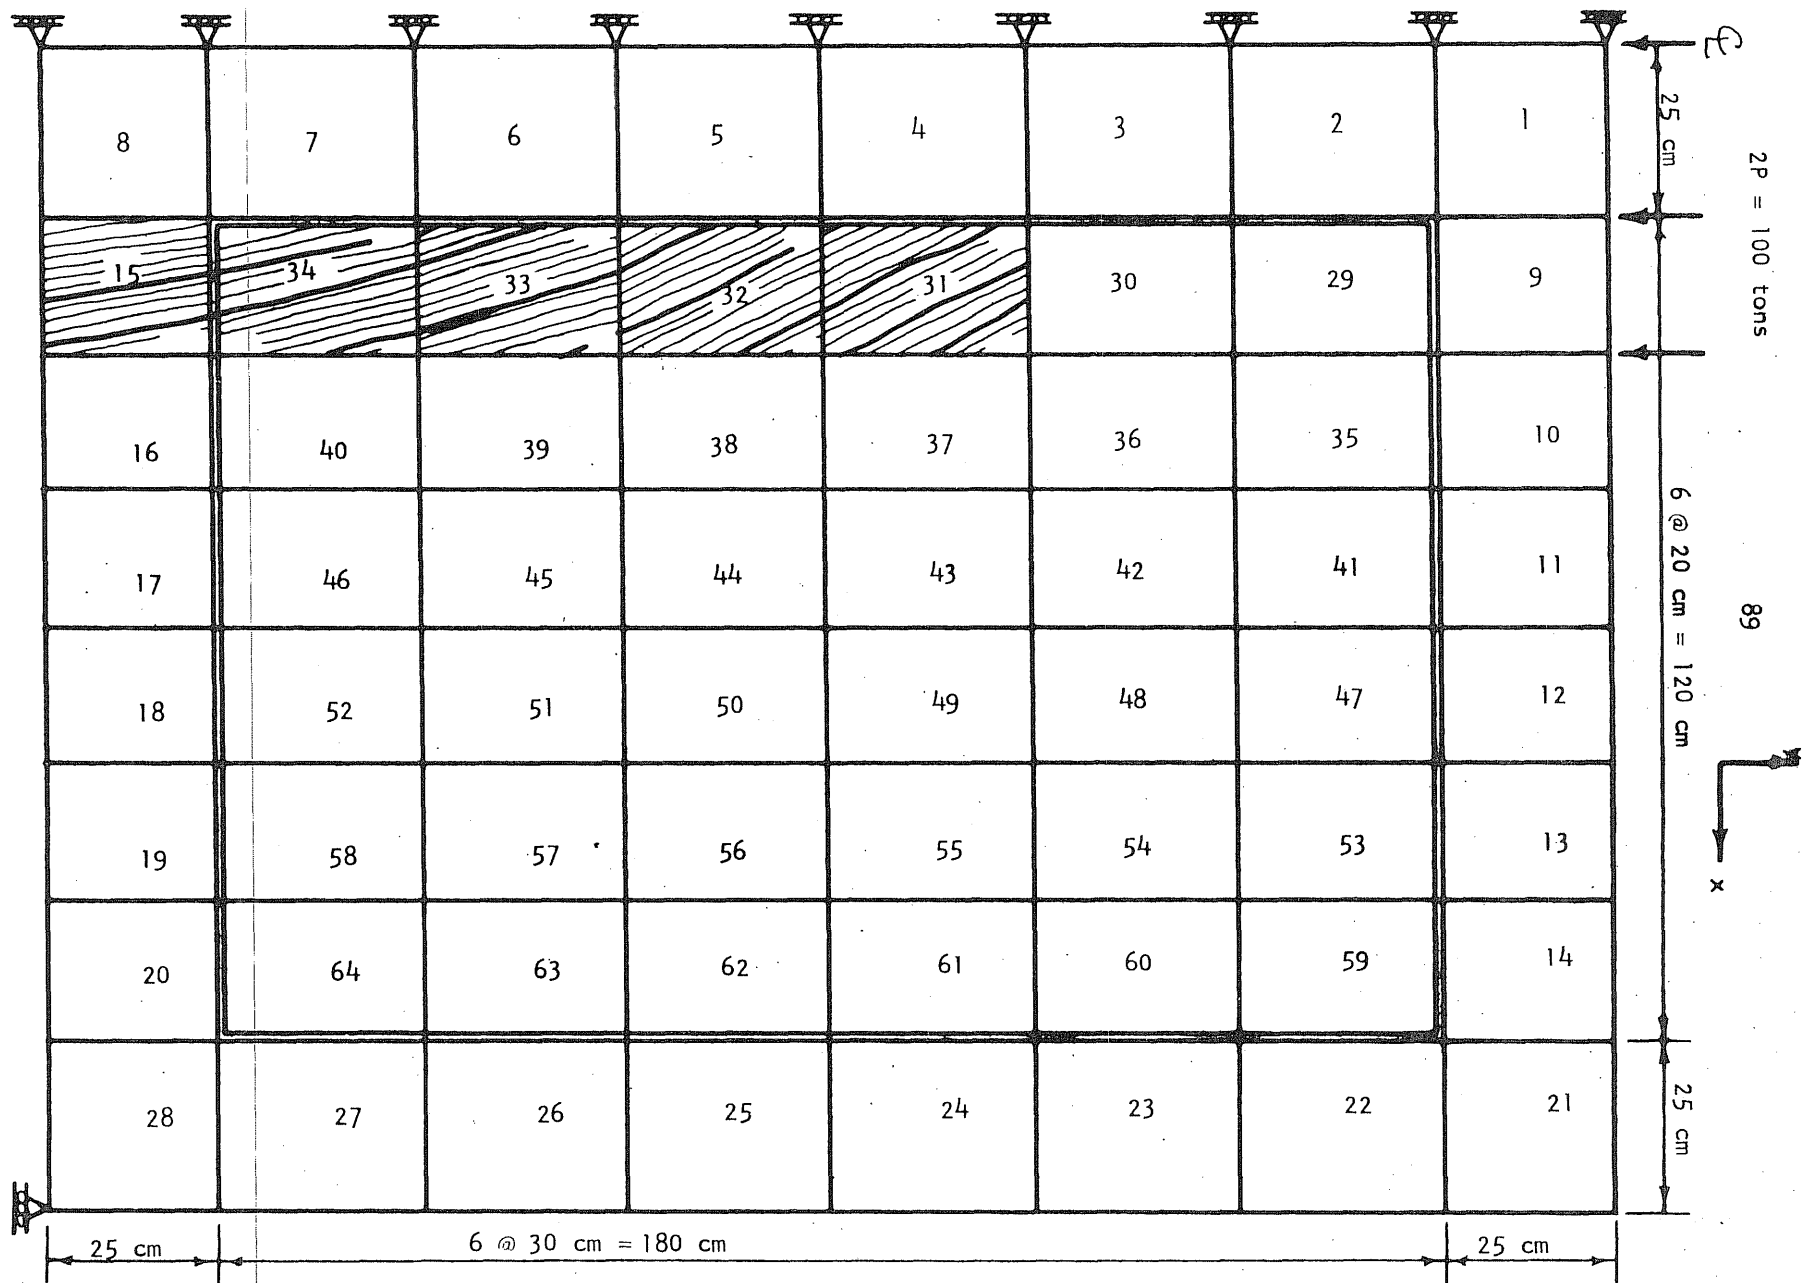 ℄
8 7 6 5 4 3 2 1
25 cm
2P = 100 tons
15 34 33 32 31 30 29 9
16 40 39 38 37 36 35 10
6 @ 20 cm = 120 cm
17 46 45 44 43 42 41 11
89
18 52 51 50 49 48 47 12
19 58 57 56 55 54 53 13
x
20 64 63 62 61 60 59 14
28 27 26 25 24 23 22 21
25 cm
25 cm
6 @ 30 cm = 180 cm
25 cm